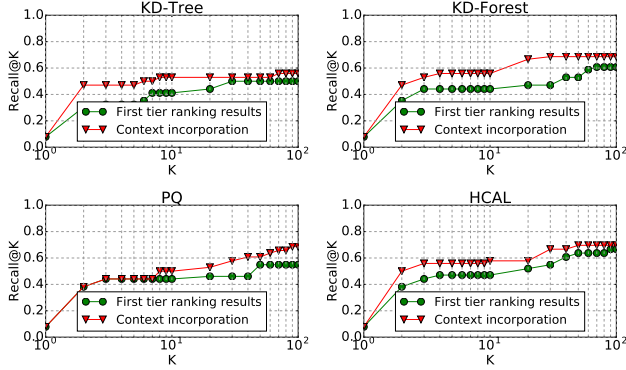 KD-Tree
1.0
0.8
0.6
0.4
0.2
0.0
Recall@K
First tier ranking results
Context incorporation
10^0
10^1
10^2
K
KD-Forest
1.0
0.8
0.6
0.4
0.2
0.0
Recall@K
First tier ranking results
Context incorporation
10^0
10^1
10^2
K
PQ
1.0
0.8
0.6
0.4
0.2
0.0
Recall@K
First tier ranking results
Context incorporation
10^0
10^1
10^2
K
HCAL
1.0
0.8
0.6
0.4
0.2
0.0
Recall@K
First tier ranking results
Context incorporation
10^0
10^1
10^2
K